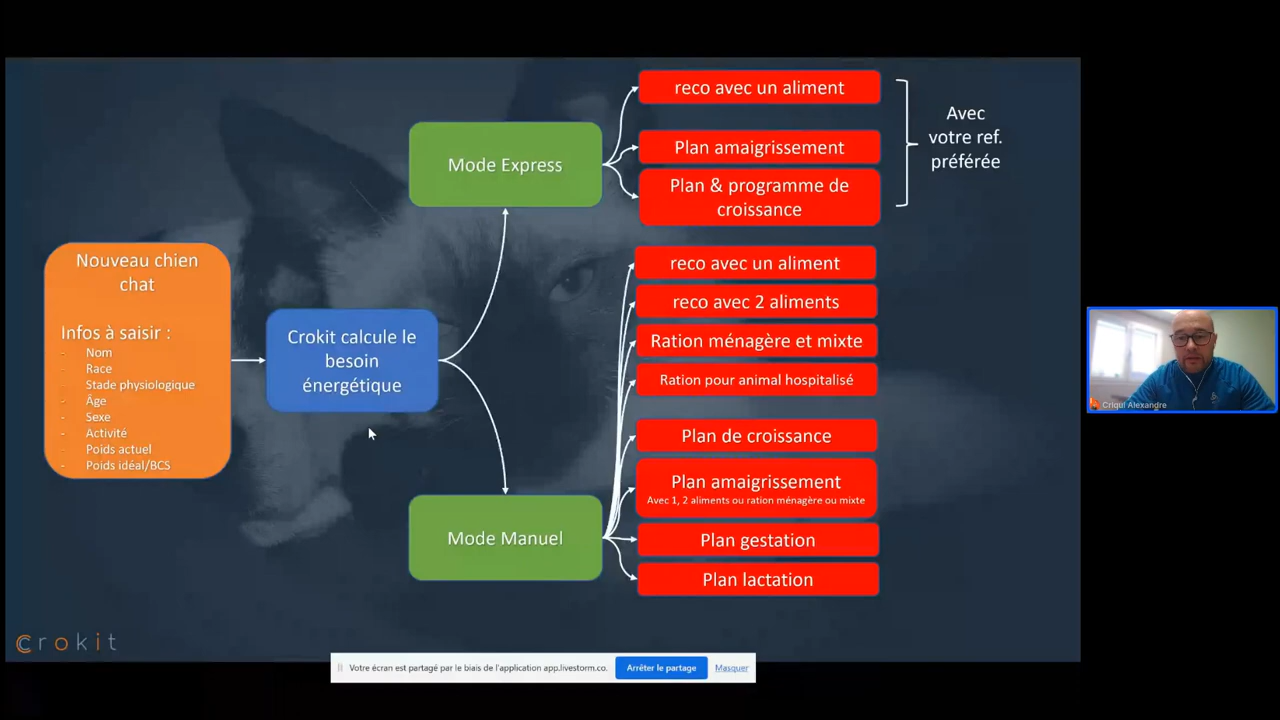 Nouveau chien
chat
Infos à saisir :
- Nom
- Race
- Stade physiologique
- Âge
- Sexe
- Activité
- Poids actuel
- Poids idéal/BCS
Crokit calcule le
besoin
énergétique
Mode Express
reco avec un aliment
Plan amaigrissement
Plan & programme de
croissance
Avec
votre ref.
préférée
Mode Manuel
reco avec un aliment
reco avec 2 aliments
Ration ménagère et mixte
Ration pour animal hospitalisé
Plan de croissance
Plan amaigrissement
Avec 1, 2 aliments ou ration ménagère ou mixte
Plan gestation
Plan lactation
Criqui Alexandre
crokit
Votre écran est partagé par le biais de l'application app.livestorm.co.
Arrêter le partage
Masquer